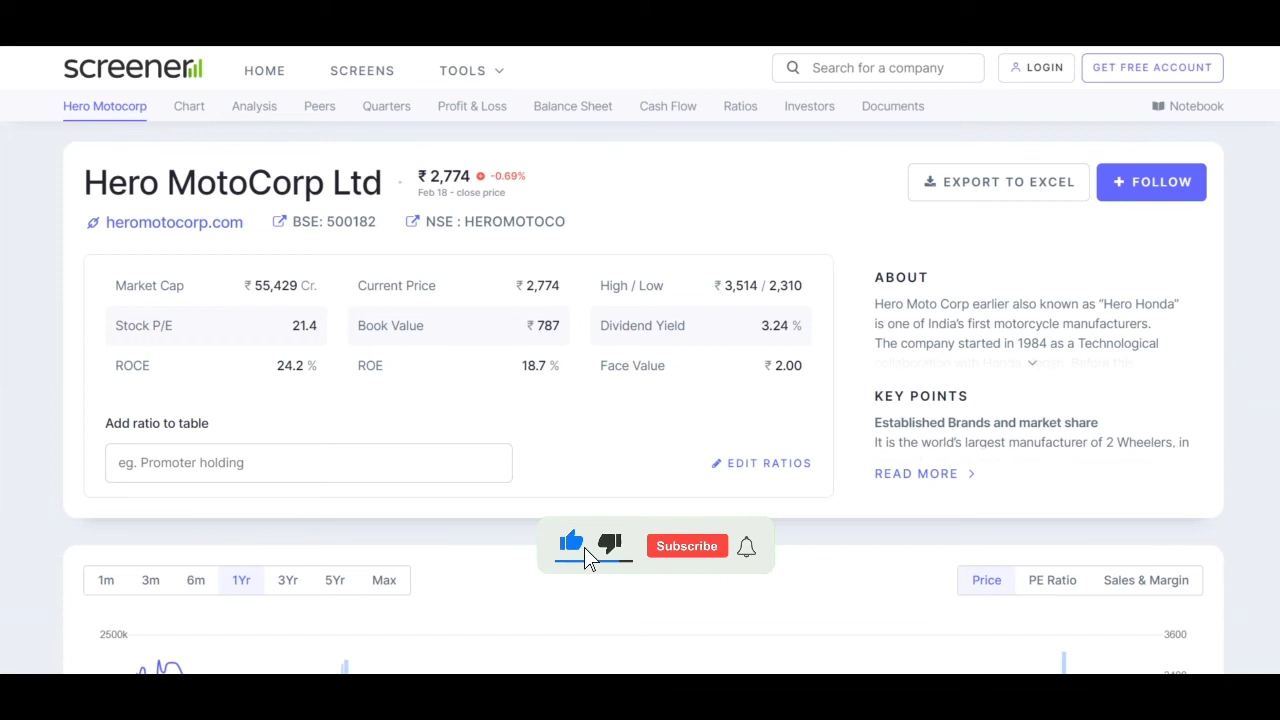 screener
HOME
SCREENS
TOOLS
Search for a company
LOGIN
GET FREE ACCOUNT
Hero Motocorp
Chart
Analysis
Peers
Quarters
Profit & Loss
Balance Sheet
Cash Flow
Ratios
Investors
Documents
Notebook
Hero MotoCorp Ltd
₹ 2,774 -0.69%
Feb 18 - close price
EXPORT TO EXCEL
+ FOLLOW
heromotocorp.com
BSE: 500182
NSE : HEROMOTOCO
Market Cap ₹ 55,429 Cr.
Current Price ₹ 2,774
High / Low ₹ 3,514 / 2,310
Stock P/E 21.4
Book Value ₹ 787
Dividend Yield 3.24 %
ROCE 24.2 %
ROE 18.7 %
Face Value ₹ 2.00
Add ratio to table
eg. Promoter holding
EDIT RATIOS
ABOUT
Hero Moto Corp earlier also known as “Hero Honda”
is one of India's first motorcycle manufacturers.
The company started in 1984 as a Technological
collaboration with Honda, Before this
KEY POINTS
Established Brands and market share
It is the world's largest manufacturer of 2 Wheelers, in
READ MORE
Subscribe
1m
3m
6m
1Yr
3Yr
5Yr
Max
Price
PE Ratio
Sales & Margin
2500k
3600